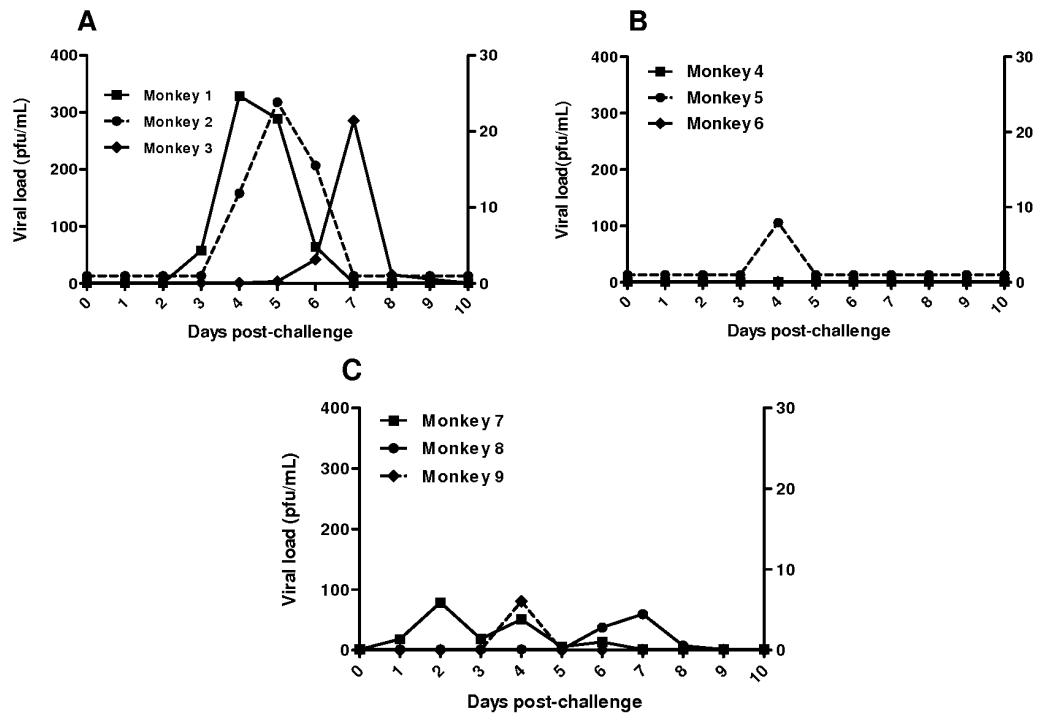 A
400
300
200
100
0
30
20
10
0
Viral load (pfu/mL)
Monkey 1
Monkey 2
Monkey 3
0 1 2 3 4 5 6 7 8 9 10
Days post-challenge
B
400
300
200
100
0
30
20
10
0
Viral load(pfu/mL)
Monkey 4
Monkey 5
Monkey 6
0 1 2 3 4 5 6 7 8 9 10
Days post-challenge
C
400
300
200
100
0
30
20
10
0
Viral load (pfu/mL)
Monkey 7
Monkey 8
Monkey 9
0 1 2 3 4 5 6 7 8 9 10
Days post-challenge